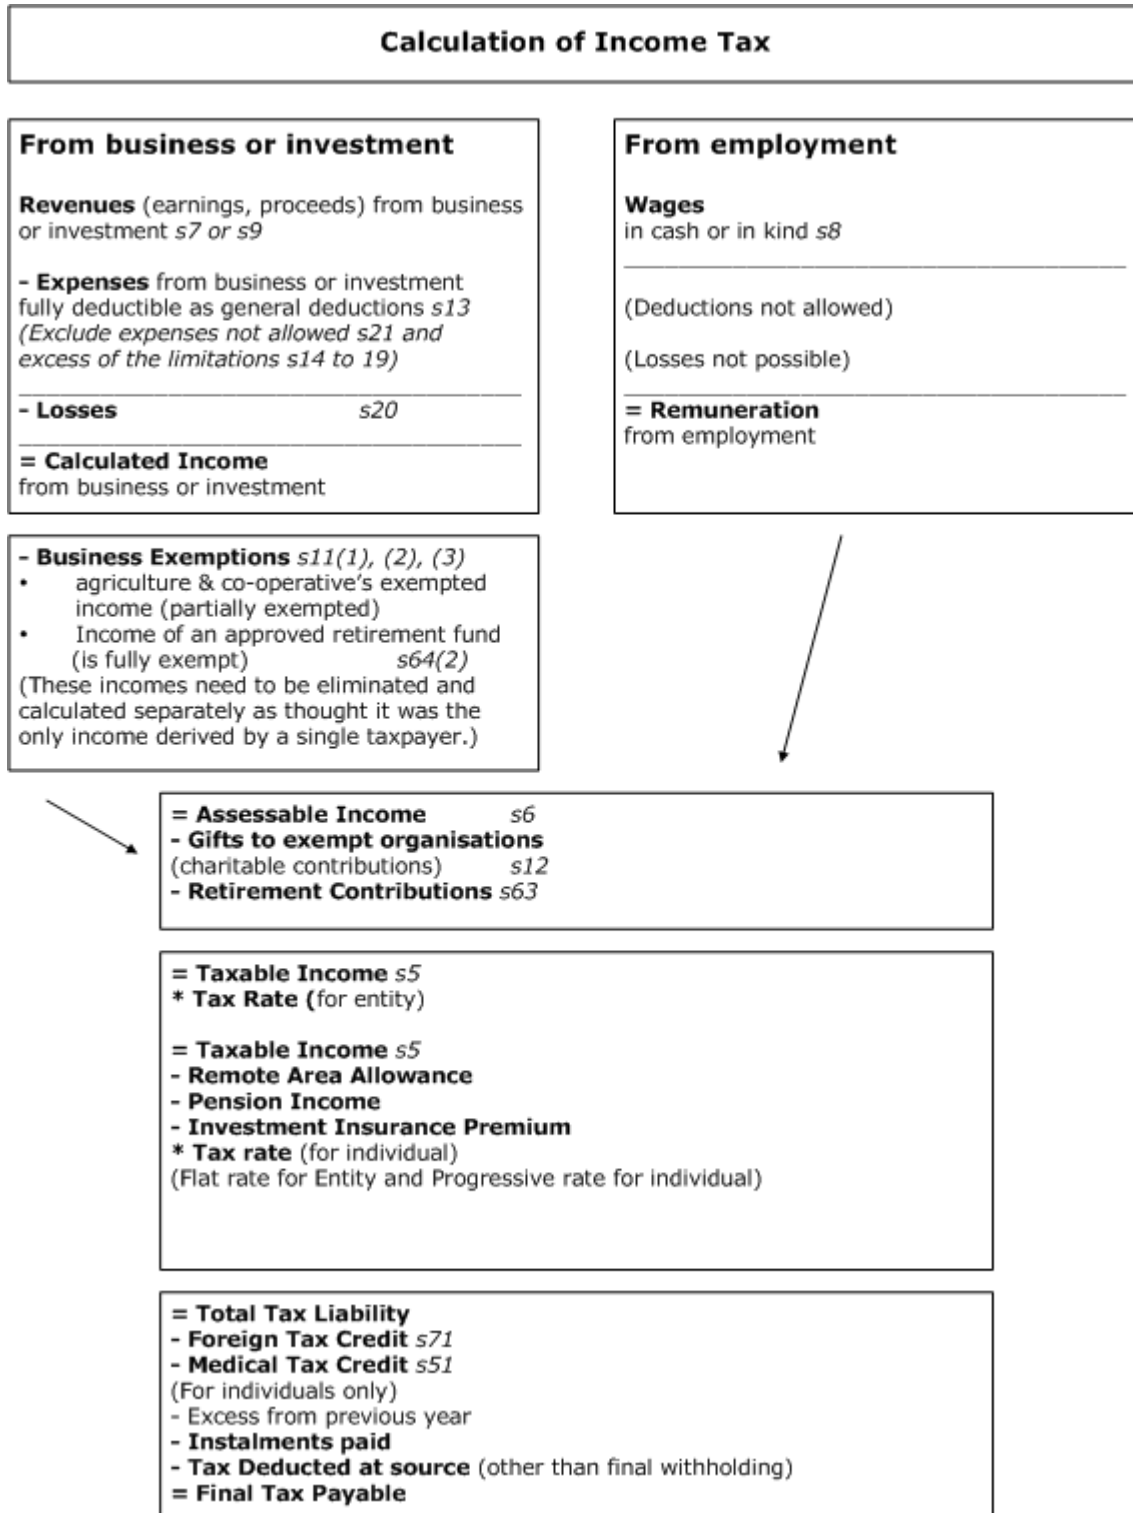 Calculation of Income Tax
From business or investment
Revenues (earnings, proceeds) from business
or investment s7 or s9
- Expenses from business or investment
fully deductible as general deductions s13
(Exclude expenses not allowed s21 and
excess of the limitations s14 to 19)
- Losses s20
= Calculated Income
from business or investment
From employment
Wages
in cash or in kind s8
(Deductions not allowed)
(Losses not possible)
= Remuneration
from employment
- Business Exemptions s11(1), (2), (3)
• agriculture & co-operative's exempted
income (partially exempted)
• Income of an approved retirement fund
(is fully exempt) s64(2)
(These incomes need to be eliminated and
calculated separately as thought it was the
only income derived by a single taxpayer.)
= Assessable Income s6
- Gifts to exempt organisations
(charitable contributions) s12
- Retirement Contributions s63
= Taxable Income s5
* Tax Rate (for entity)
= Taxable Income s5
- Remote Area Allowance
- Pension Income
- Investment Insurance Premium
* Tax rate (for individual)
(Flat rate for Entity and Progressive rate for individual)
= Total Tax Liability
- Foreign Tax Credit s71
- Medical Tax Credit s51
(For individuals only)
- Excess from previous year
- Instalments paid
- Tax Deducted at source (other than final withholding)
= Final Tax Payable